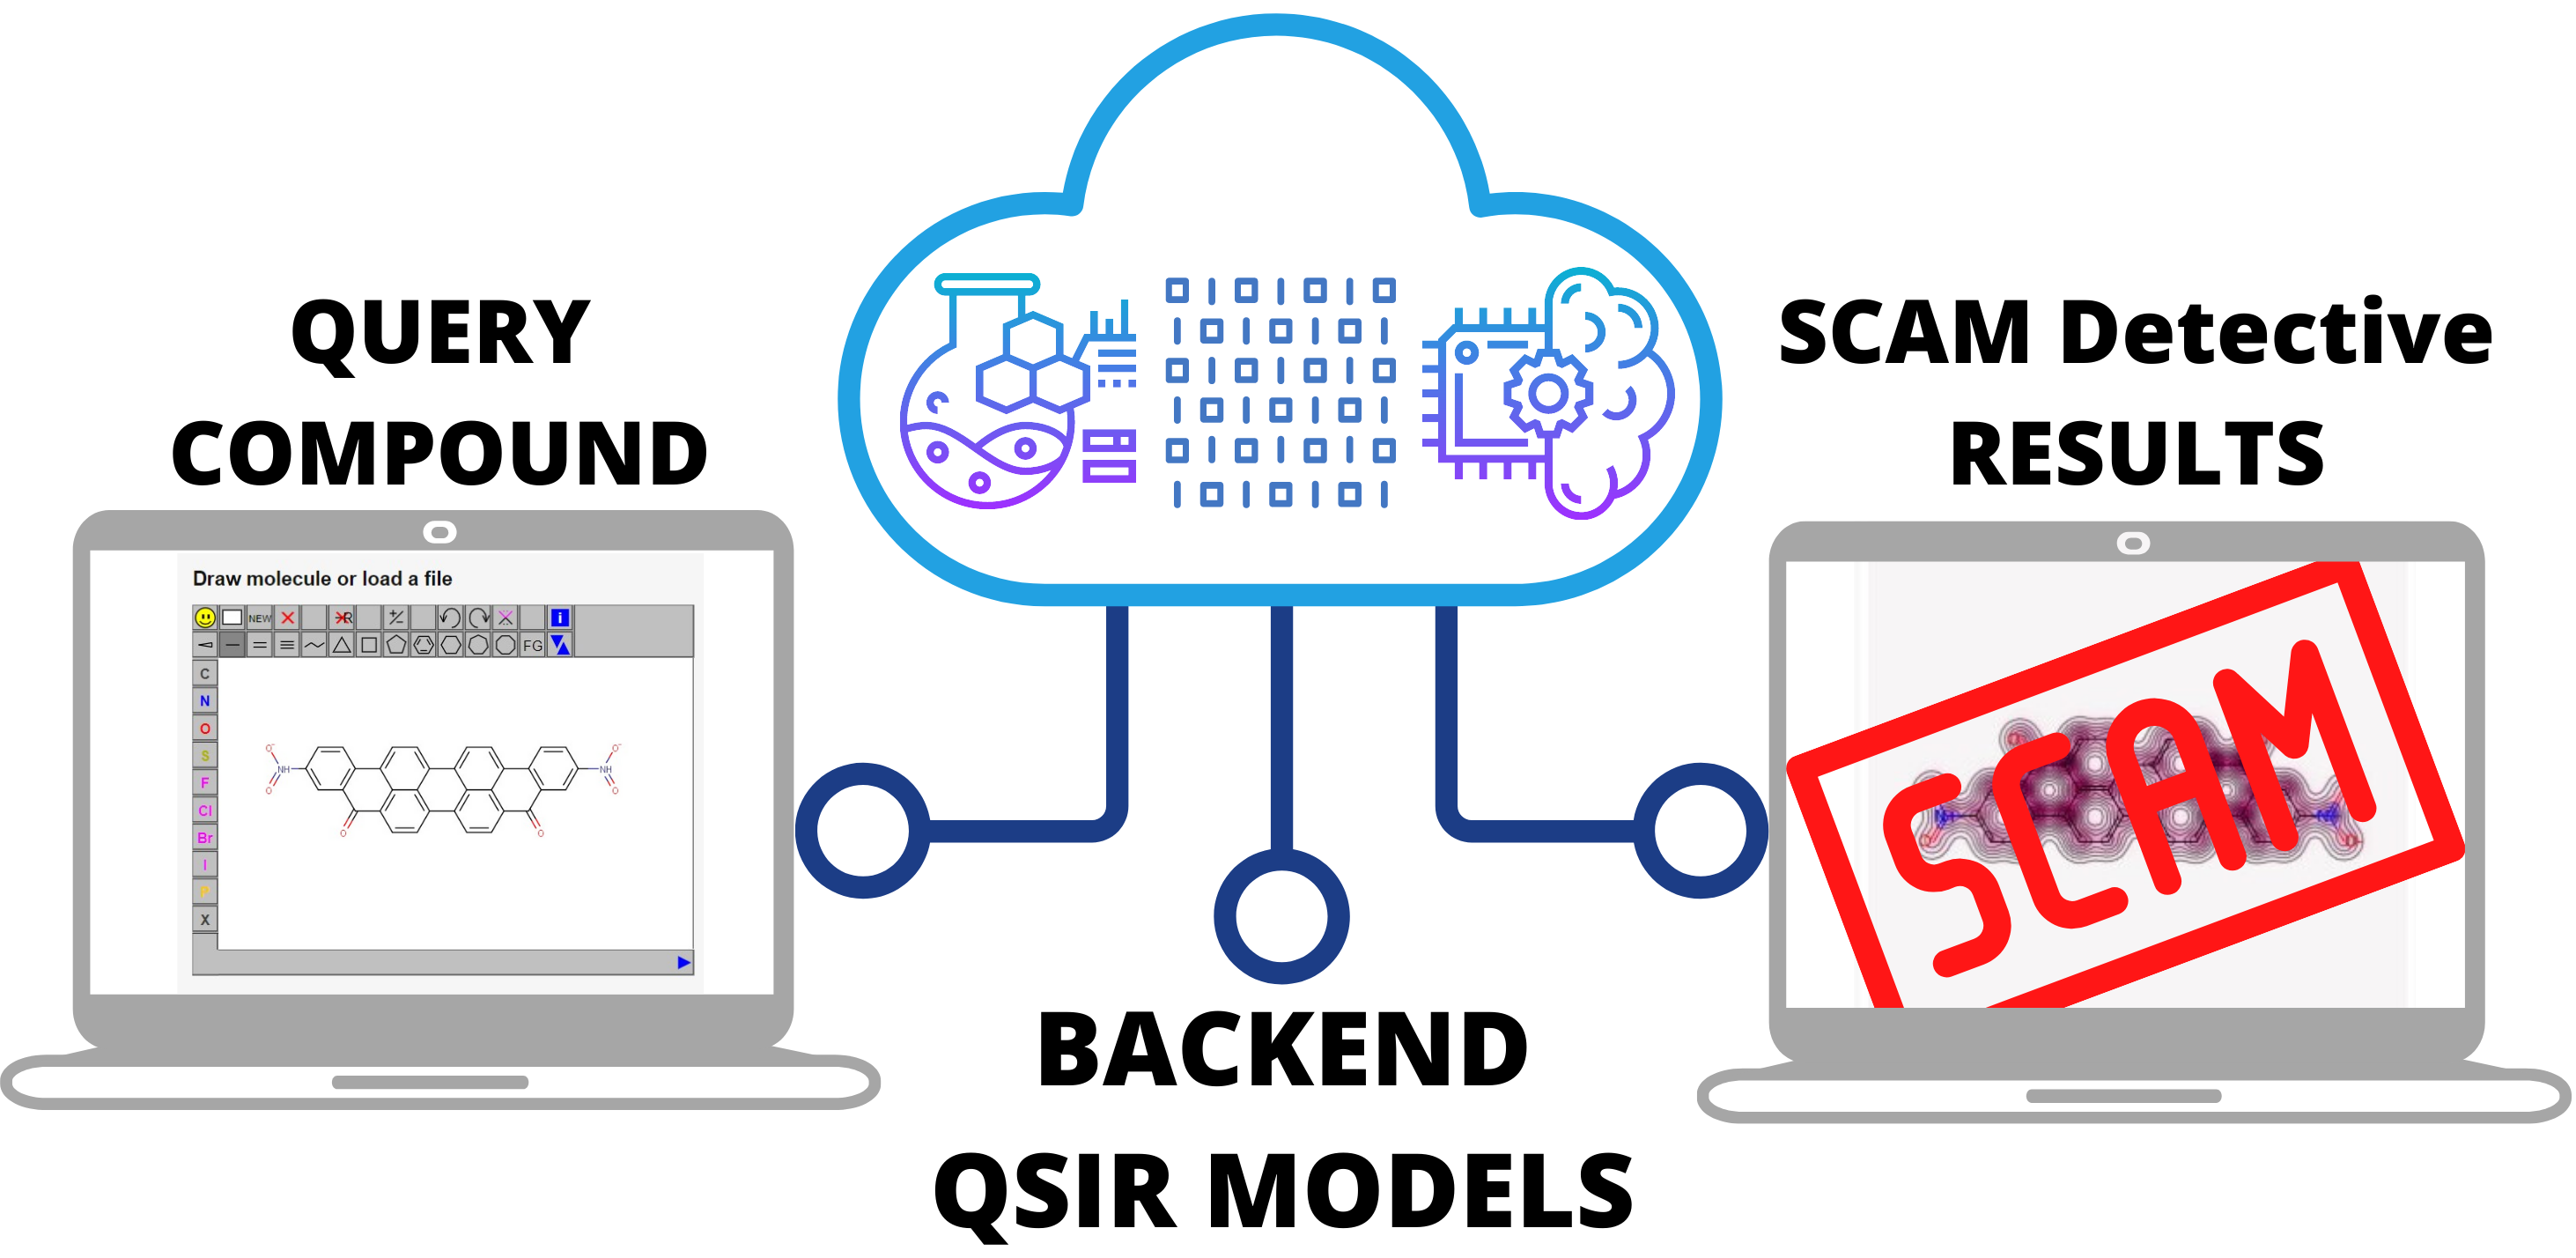 QUERY
COMPOUND
SCAM Detective
RESULTS
Draw molecule or load a file
NEW
R
+/-
i
FG
C
N
O
S
F
Cl
Br
I
P
X
O⁻
NH
O
O
O
O⁻
NH
O
SCAM
BACKEND
QSIR MODELS